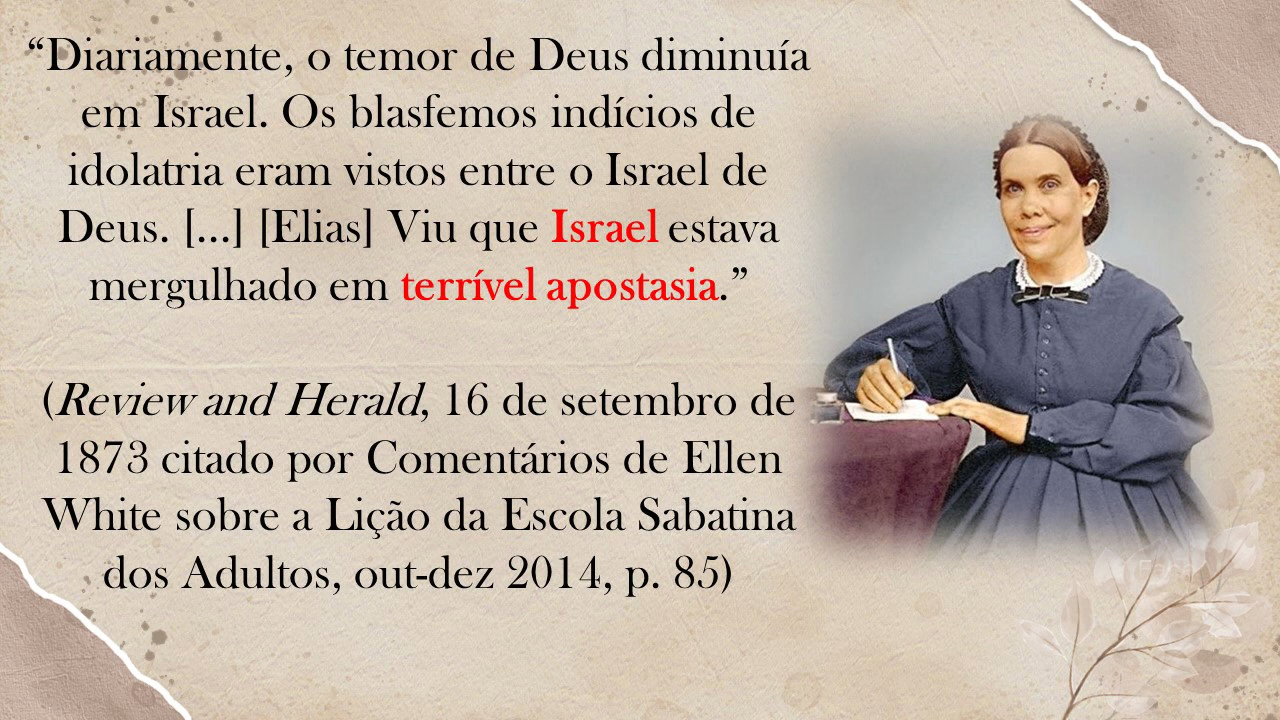 “Diariamente, o temor de Deus diminuía
em Israel. Os blasfemos indícios de
idolatria eram vistos entre o Israel de
Deus. [...] [Elias] Viu que Israel estava
mergulhado em terrível apostasia.”
(Review and Herald, 16 de setembro de
1873 citado por Comentários de Ellen
White sobre a Lição da Escola Sabatina
dos Adultos, out-dez 2014, p. 85)